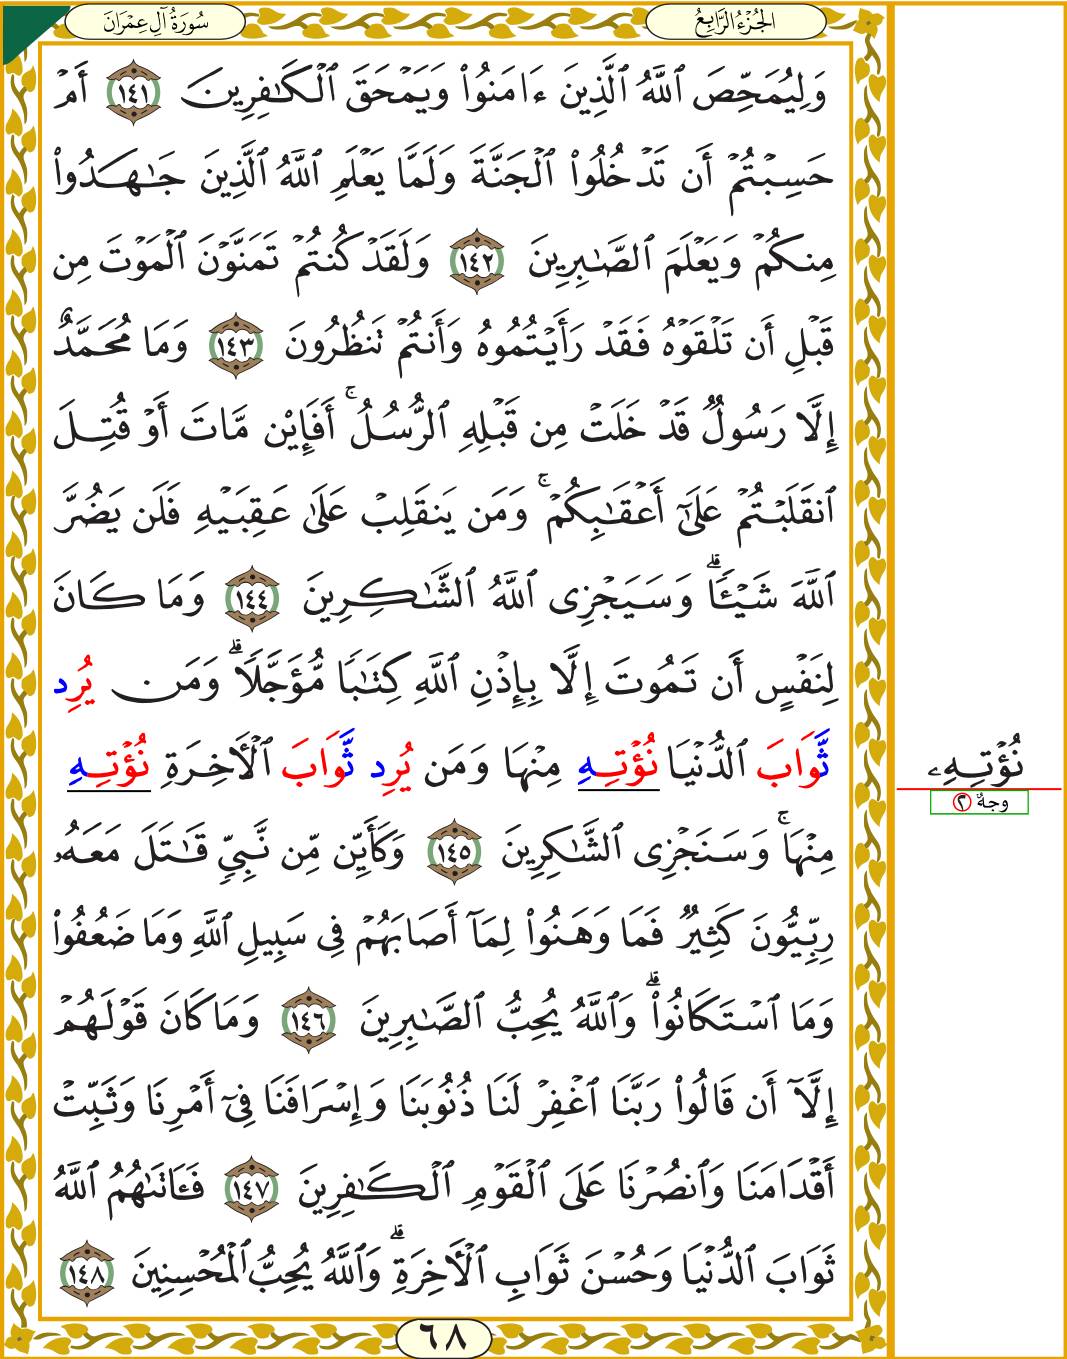 سُورَةُ آلِ عِمْرَانَ
الجُزْءُ الرَّابِعُ
وَلِيُمَحِّصَ ٱللَّهُ ٱلَّذِينَ ءَامَنُوا۟ وَيَمْحَقَ ٱلْكَـٰفِرِينَ ١٤١ أَمْ
حَسِبْتُمْ أَن تَدْخُلُوا۟ ٱلْجَنَّةَ وَلَمَّا يَعْلَمِ ٱللَّهُ ٱلَّذِينَ جَـٰهَدُوا۟
مِنكُمْ وَيَعْلَمَ ٱلصَّـٰبِرِينَ ١٤٢ وَلَقَدْ كُنتُمْ تَمَنَّوْنَ ٱلْمَوْتَ مِن
قَبْلِ أَن تَلْقَوْهُ فَقَدْ رَأَيْتُمُوهُ وَأَنتُمْ تَنظُرُونَ ١٤٣ وَمَا مُحَمَّدٌ
إِلَّا رَسُولٌ قَدْ خَلَتْ مِن قَبْلِهِ ٱلرُّسُلُ ۚ أَفَإِيْن مَّاتَ أَوْ قُتِلَ
ٱنقَلَبْتُمْ عَلَىٰٓ أَعْقَـٰبِكُمْ ۚ وَمَن يَنقَلِبْ عَلَىٰ عَقِبَيْهِ فَلَن يَضُرَّ
ٱللَّهَ شَيْـًٔا ۗ وَسَيَجْزِى ٱللَّهُ ٱلشَّـٰكِرِينَ ١٤٤ وَمَا كَانَ
لِنَفْسٍ أَن تَمُوتَ إِلَّا بِإِذْنِ ٱللَّهِ كِتَـٰبًا مُّؤَجَّلًا ۗ وَمَن يُرِد
ثَّوَابَ ٱلدُّنْيَا نُؤْتِهِ مِنْهَا وَمَن يُرِد ثَّوَابَ ٱلْـَٔاخِرَةِ نُؤْتِهِ
مِنْهَا ۚ وَسَنَجْزِى ٱلشَّـٰكِرِينَ ١٤٥ وَكَأَيِّن مِّن نَّبِىٍّ قَـٰتَلَ مَعَهُۥ
رِبِّيُّونَ كَثِيرٌ فَمَا وَهَنُوا۟ لِمَآ أَصَابَهُمْ فِى سَبِيلِ ٱللَّهِ وَمَا ضَعُفُوا۟
وَمَا ٱسْتَكَانُوا۟ ۗ وَٱللَّهُ يُحِبُّ ٱلصَّـٰبِرِينَ ١٤٦ وَمَا كَانَ قَوْلَهُمْ
إِلَّآ أَن قَالُوا۟ رَبَّنَا ٱغْفِرْ لَنَا ذُنُوبَنَا وَإِسْرَافَنَا فِىٓ أَمْرِنَا وَثَبِّتْ
أَقْدَامَنَا وَٱنصُرْنَا عَلَى ٱلْقَوْمِ ٱلْكَـٰفِرِينَ ١٤٧ فَـَٔاتَىٰهُمُ ٱللَّهُ
ثَوَابَ ٱلدُّنْيَا وَحُسْنَ ثَوَابِ ٱلْـَٔاخِرَةِ ۗ وَٱللَّهُ يُحِبُّ ٱلْمُحْسِنِينَ ١٤٨
٦٨
نُؤْتِهِۦ
وجهٌ ٢